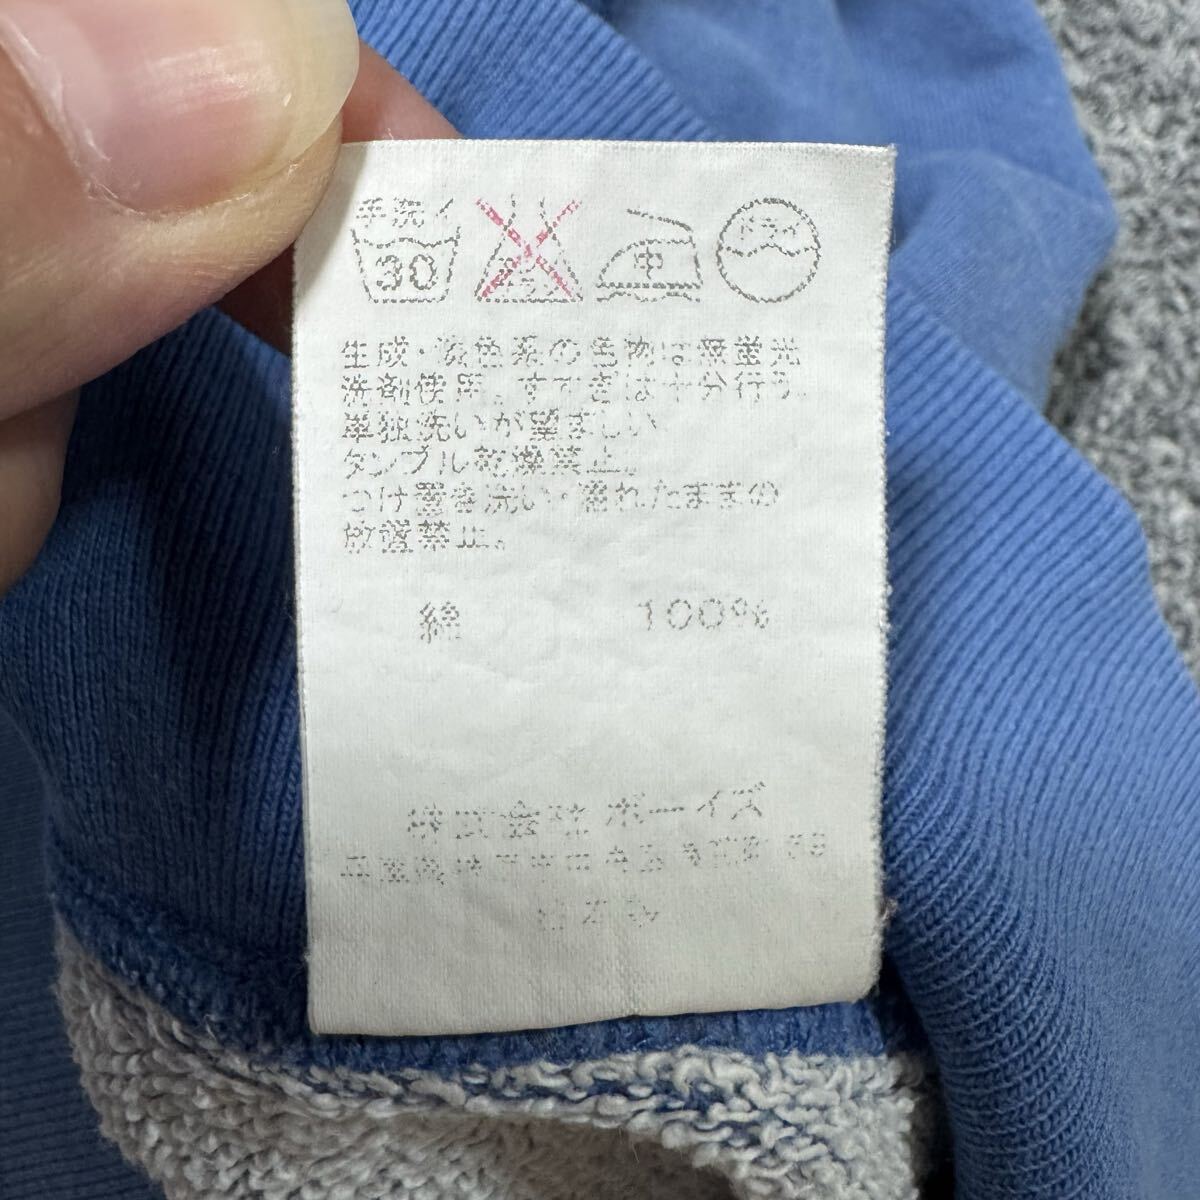 手洗イ
30
中
ドライ
生成・淡色系の色物は無蛍光
洗剤使用。すすぎは十分行う。
単独洗いが望ましい
タンブル乾燥禁止。
つけ置き洗い・濡れたままの
放置禁止。
綿 100%
株式会社 ボーイズ